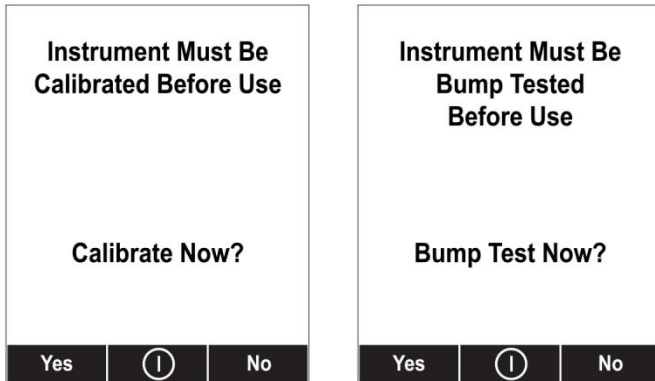 Instrument Must Be
Calibrated Before Use
Calibrate Now?
Yes No
Instrument Must Be
Bump Tested
Before Use
Bump Test Now?
Yes No